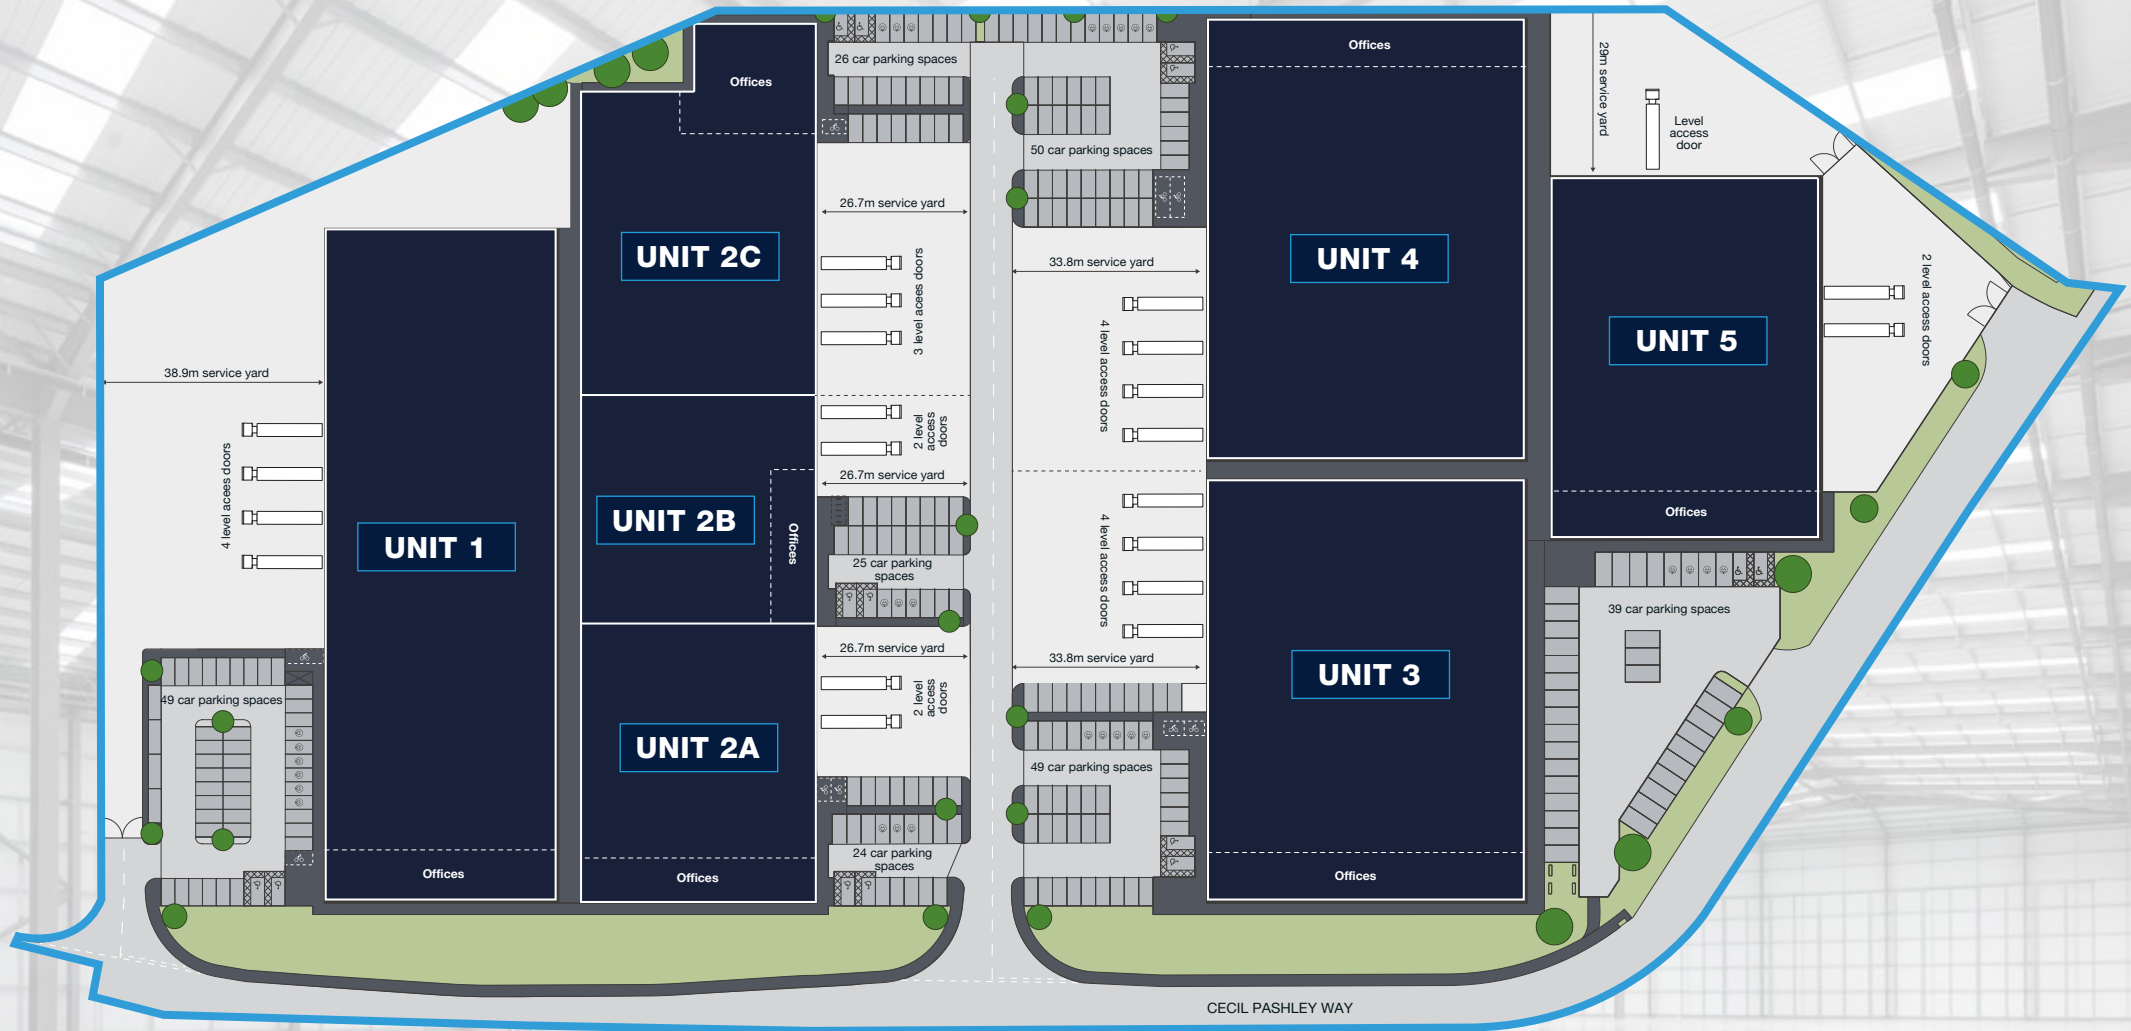 Offices
26 car parking spaces
Offices
29m service yard
Level
access
door
50 car parking spaces
26.7m service yard
UNIT 2C
3 level acees doors
33.8m service yard
UNIT 4
4 level access doors
2 level access doors
UNIT 5
38.9m service yard
4 level acees doors
2 level
access
doors
26.7m service yard
UNIT 1
UNIT 2B
Offices
25 car parking
spaces
4 level access doors
Offices
39 car parking spaces
26.7m service yard
33.8m service yard
UNIT 3
49 car parking spaces
2 level
access
doors
UNIT 2A
49 car parking spaces
24 car parking
spaces
Offices
Offices
Offices
CECIL PASHLEY WAY